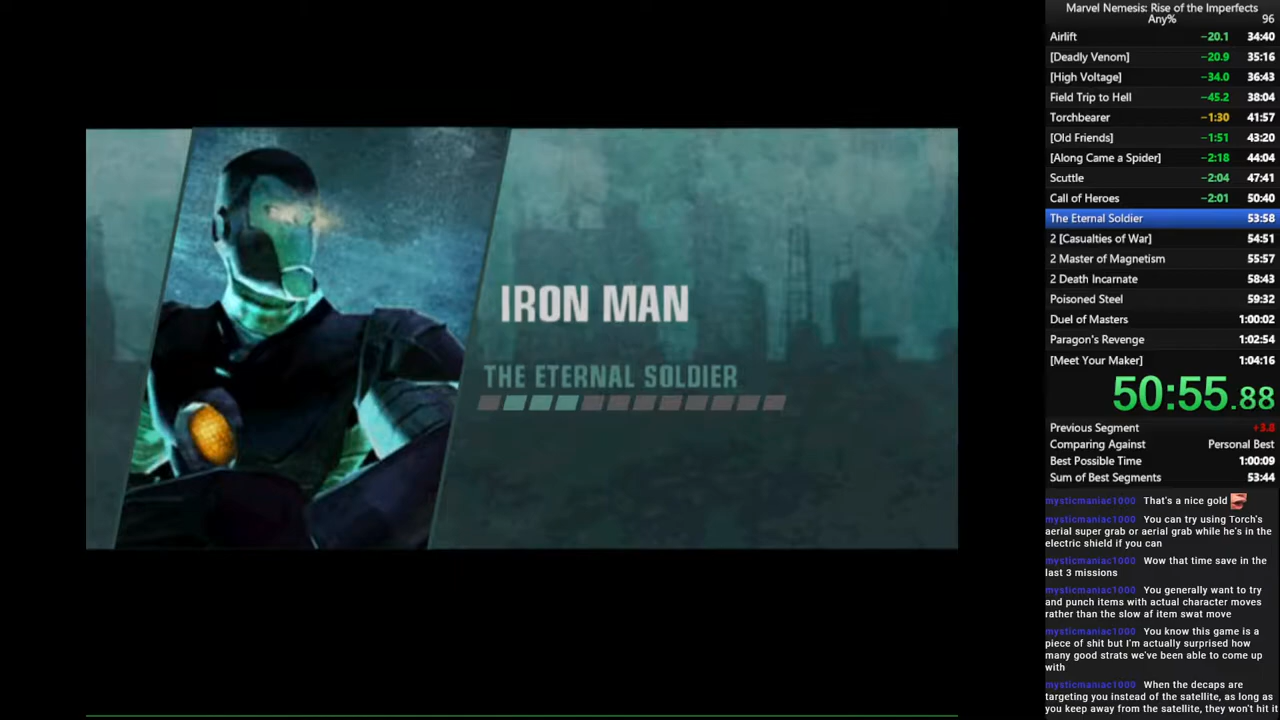 IRON MAN
THE ETERNAL SOLDIER
Marvel Nemesis: Rise of the Imperfects
Any%
96
Airlift −20.1 34:40
[Deadly Venom] −20.9 35:16
[High Voltage] −34.0 36:43
Field Trip to Hell −45.2 38:04
Torchbearer −1:30 41:57
[Old Friends] −1:51 43:20
[Along Came a Spider] −2:18 44:04
Scuttle −2:04 47:41
Call of Heroes −2:01 50:40
The Eternal Soldier 53:58
2 [Casualties of War] 54:51
2 Master of Magnetism 55:57
2 Death Incarnate 58:43
Poisoned Steel 59:32
Duel of Masters 1:00:02
Paragon's Revenge 1:02:54
[Meet Your Maker] 1:04:16
50:55.88
Previous Segment +3.8
Comparing Against Personal Best
Best Possible Time 1:00:09
Sum of Best Segments 53:44
mysticmaniac1000 That's a nice gold
mysticmaniac1000 You can try using Torch's
aerial super grab or aerial grab while he's in the
electric shield if you can
mysticmaniac1000 Wow that time save in the
last 3 missions
mysticmaniac1000 You generally want to try
and punch items with actual character moves
rather than the slow af item swat move
mysticmaniac1000 You know this game is a
piece of shit but I'm actually surprised how
many good strats we've been able to come up
with
mysticmaniac1000 When the decaps are
targeting you instead of the satellite, as long as
you keep away from the satellite, they won't hit it